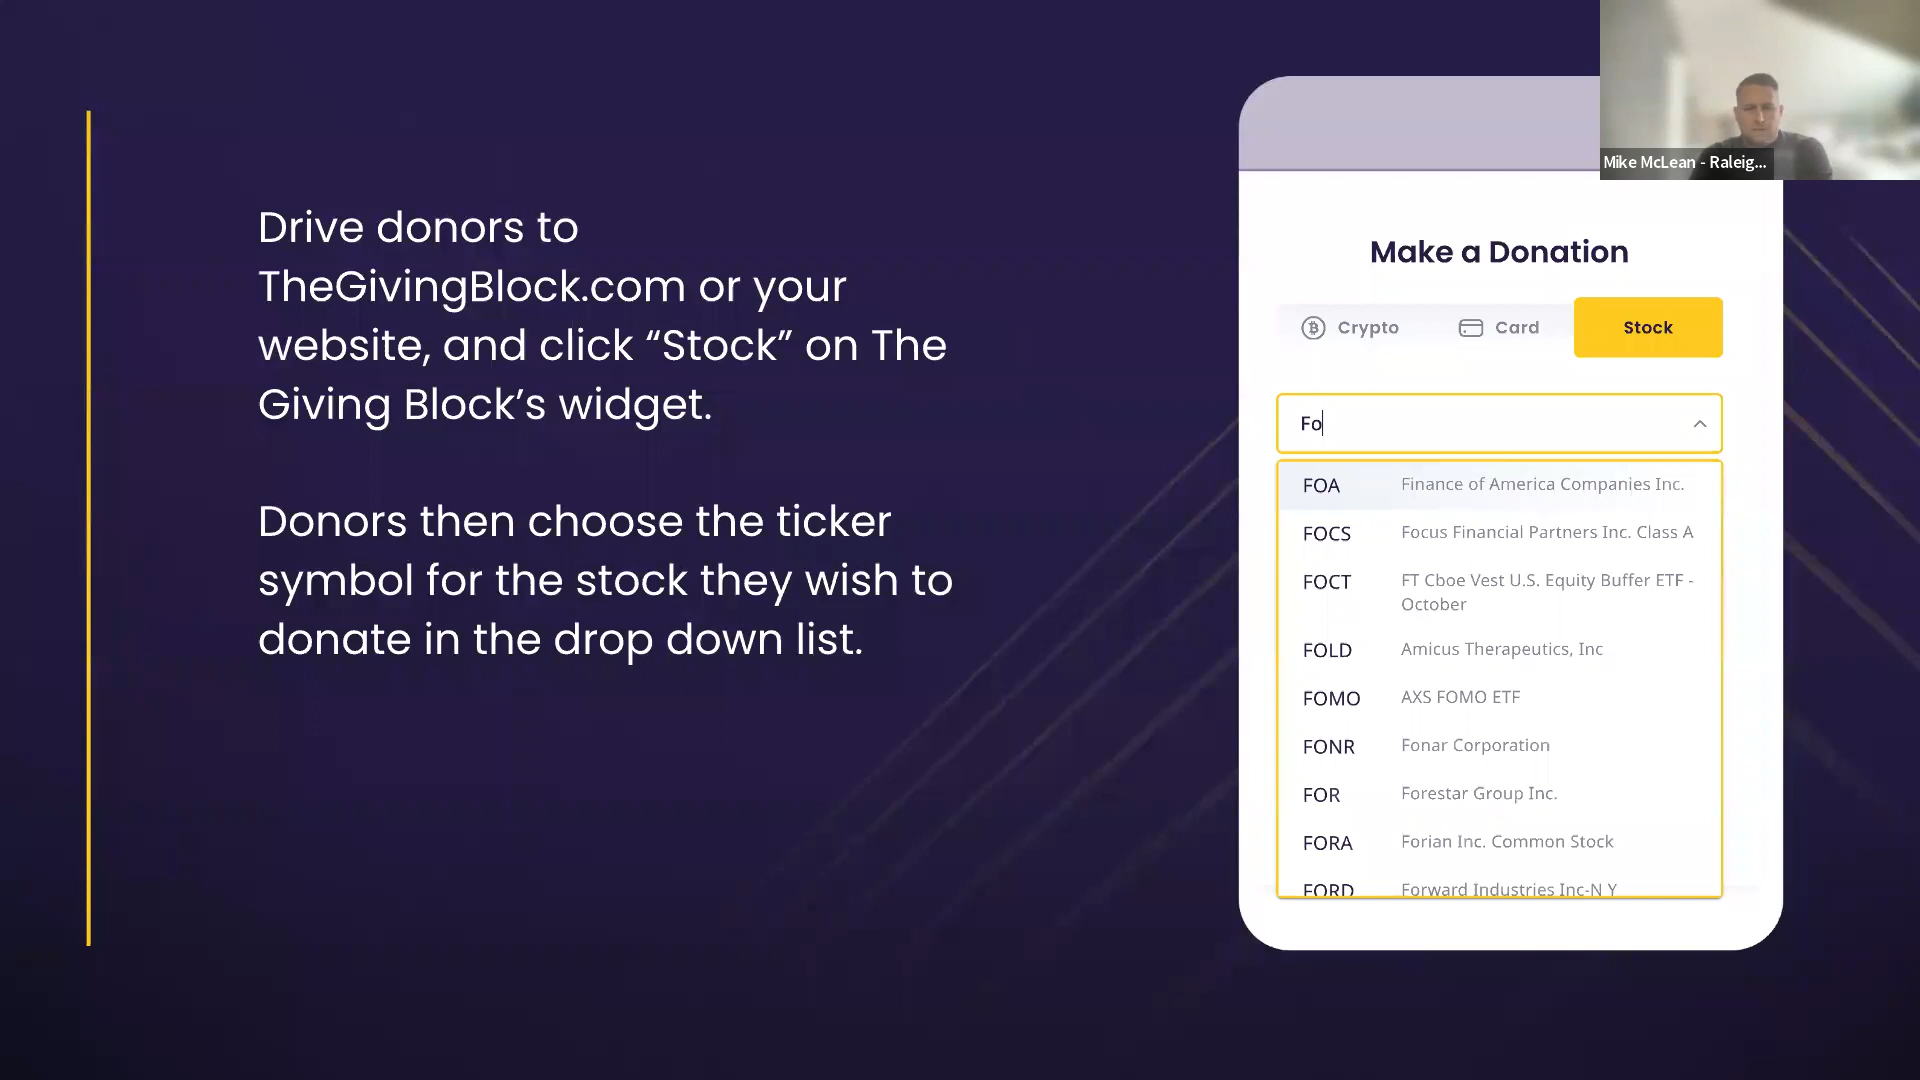 Mike McLean - Raleig...
Drive donors to
TheGivingBlock.com or your
website, and click “Stock” on The
Giving Block’s widget.
Donors then choose the ticker
symbol for the stock they wish to
donate in the drop down list.
Make a Donation
Crypto Card Stock
Fo
FOA Finance of America Companies Inc.
FOCS Focus Financial Partners Inc. Class A
FOCT FT Cboe Vest U.S. Equity Buffer ETF -
October
FOLD Amicus Therapeutics, Inc
FOMO AXS FOMO ETF
FONR Fonar Corporation
FOR Forestar Group Inc.
FORA Forian Inc. Common Stock
FORD Forward Industries Inc-N Y